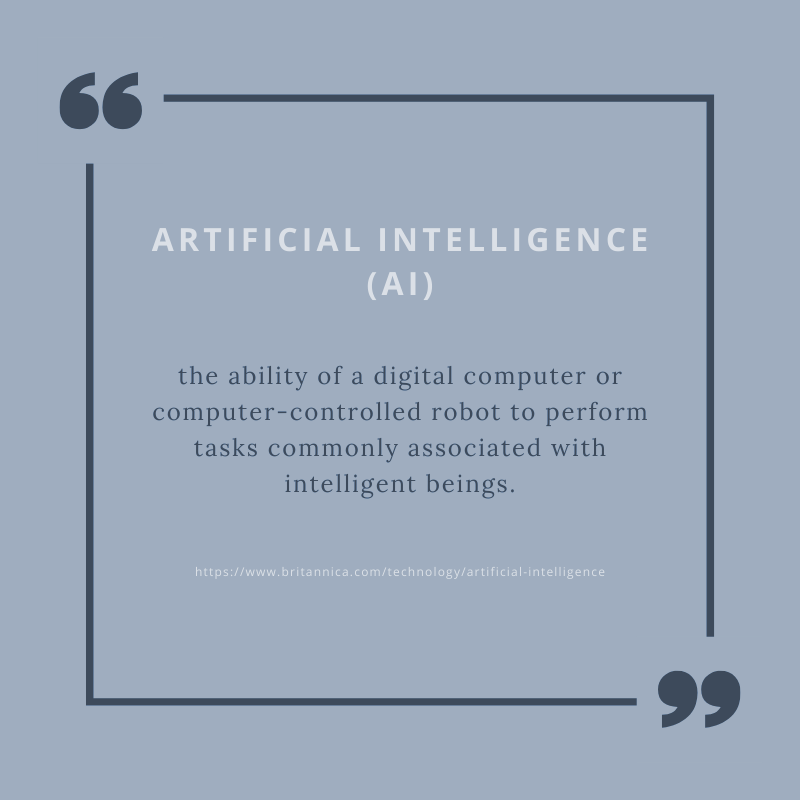 “
ARTIFICIAL INTELLIGENCE
(AI)
the ability of a digital computer or
computer-controlled robot to perform
tasks commonly associated with
intelligent beings.
https://www.britannica.com/technology/artificial-intelligence
”